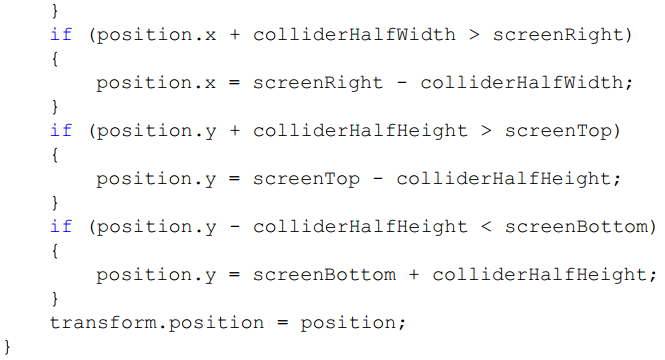 }
    if (position.x + colliderHalfWidth > screenRight)
    {
        position.x = screenRight - colliderHalfWidth;
    }
    if (position.y + colliderHalfHeight > screenTop)
    {
        position.y = screenTop - colliderHalfHeight;
    }
    if (position.y - colliderHalfHeight < screenBottom)
    {
        position.y = screenBottom + colliderHalfHeight;
    }
    transform.position = position;
}